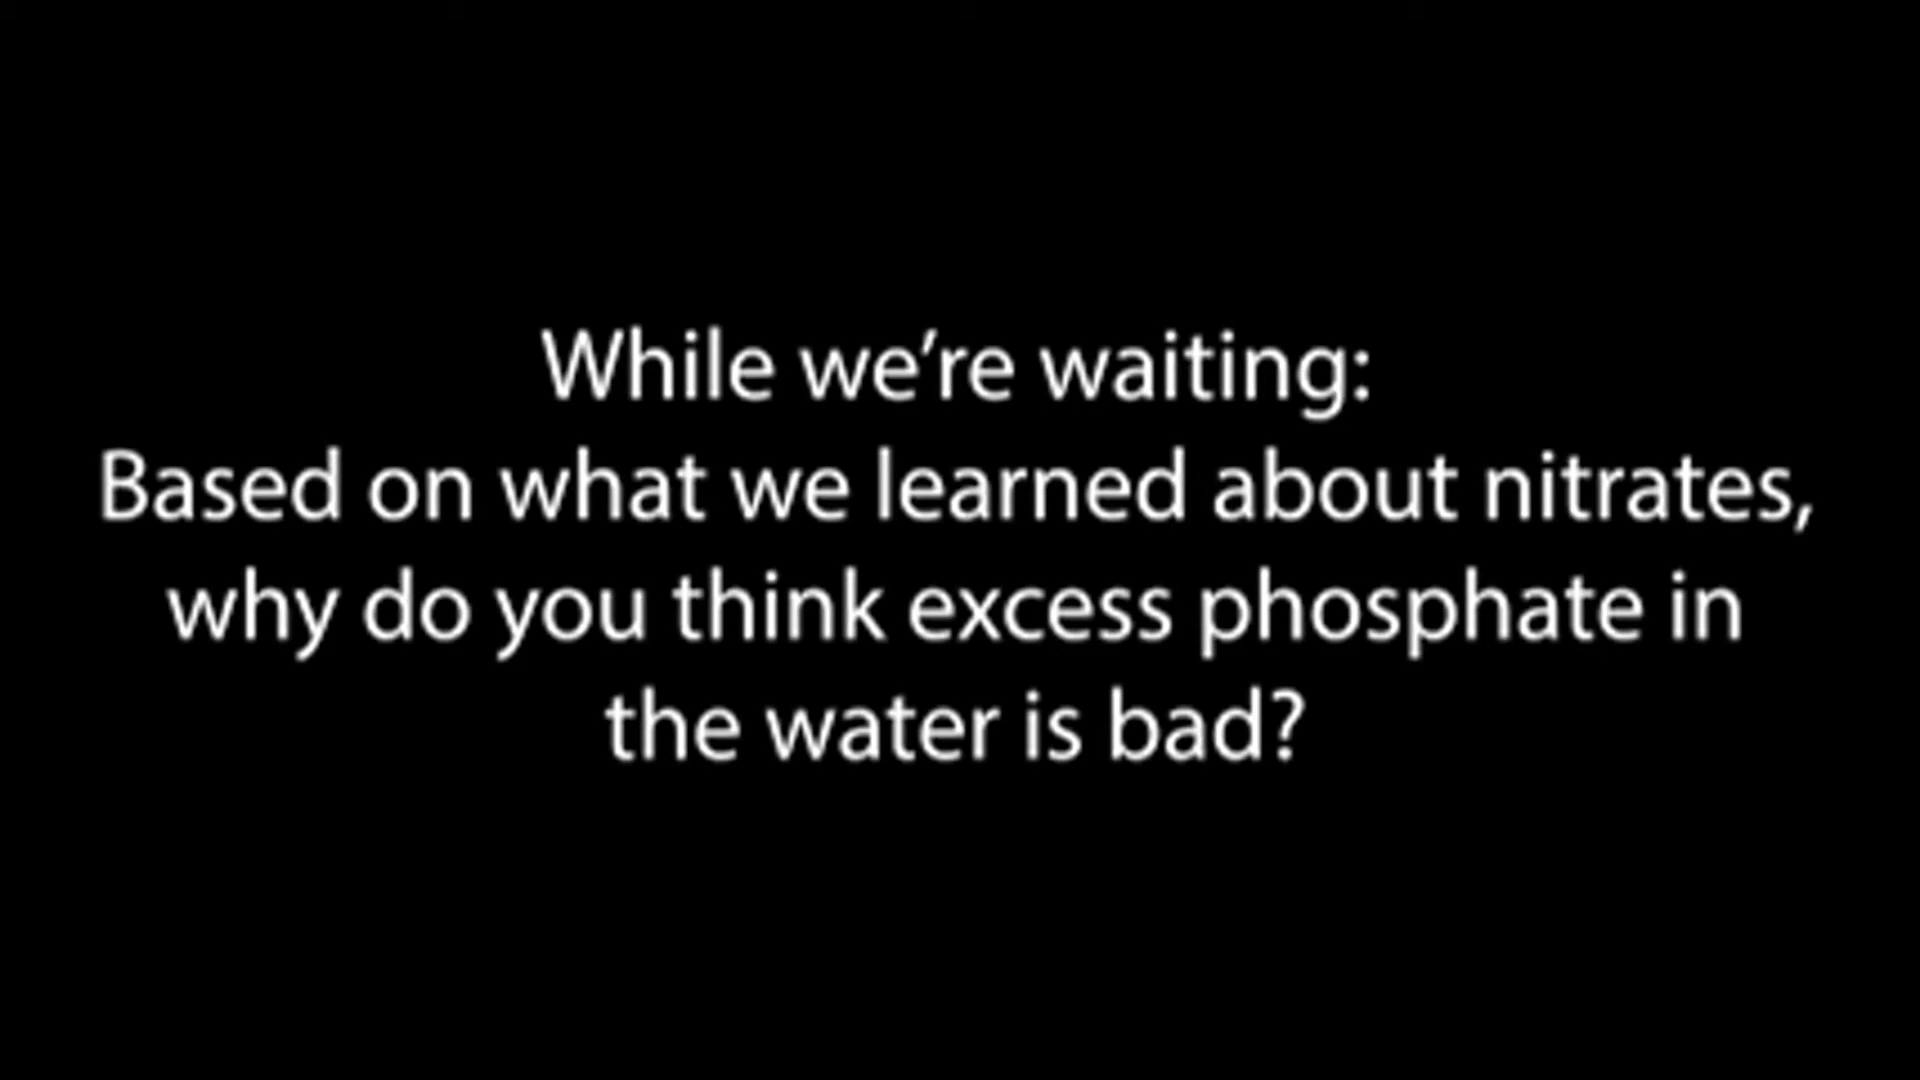 While we’re waiting:
Based on what we learned about nitrates,
why do you think excess phosphate in
the water is bad?